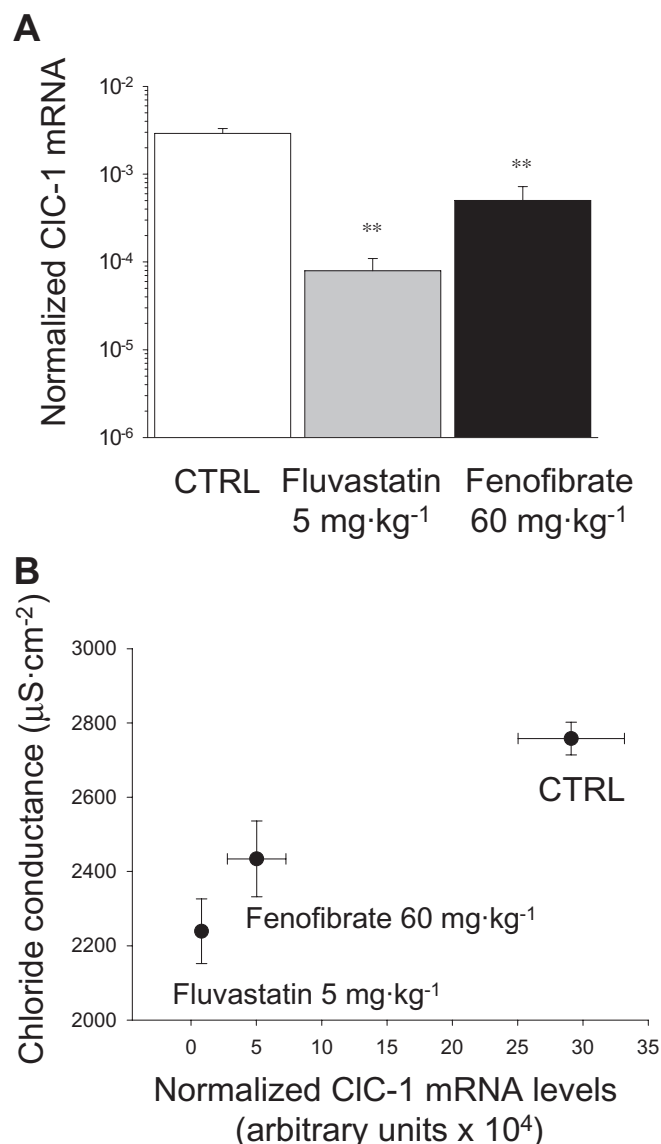 A
Normalized ClC-1 mRNA
10⁻²
10⁻³
10⁻⁴
10⁻⁵
10⁻⁶
**
**
CTRL
Fluvastatin
5 mg·kg⁻¹
Fenofibrate
60 mg·kg⁻¹
B
Chloride conductance (µS·cm⁻²)
3000
2800
2600
2400
2200
2000
CTRL
Fenofibrate 60 mg·kg⁻¹
Fluvastatin 5 mg·kg⁻¹
0 5 10 15 20 25 30 35
Normalized ClC-1 mRNA levels
(arbitrary units x 10⁴)